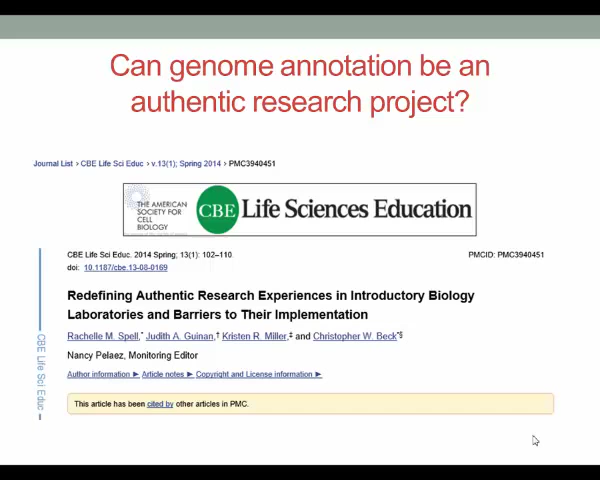 Can genome annotation be an
authentic research project?
Journal List > CBE Life Sci Educ > v.13(1); Spring 2014 > PMC3940451
THE AMERICAN
SOCIETY FOR
CELL
BIOLOGY
CBE Life Sciences Education
CBE Life Sci Educ. 2014 Spring; 13(1): 102–110. PMCID: PMC3940451
doi: 10.1187/cbe.13-08-0169
Redefining Authentic Research Experiences in Introductory Biology
Laboratories and Barriers to Their Implementation
Rachelle M. Spell,* Judith A. Guinan,† Kristen R. Miller,‡ and Christopher W. Beck*§
Nancy Pelaez, Monitoring Editor
Author information ► Article notes ► Copyright and License information ►
This article has been cited by other articles in PMC.
CBE Life Sci Educ